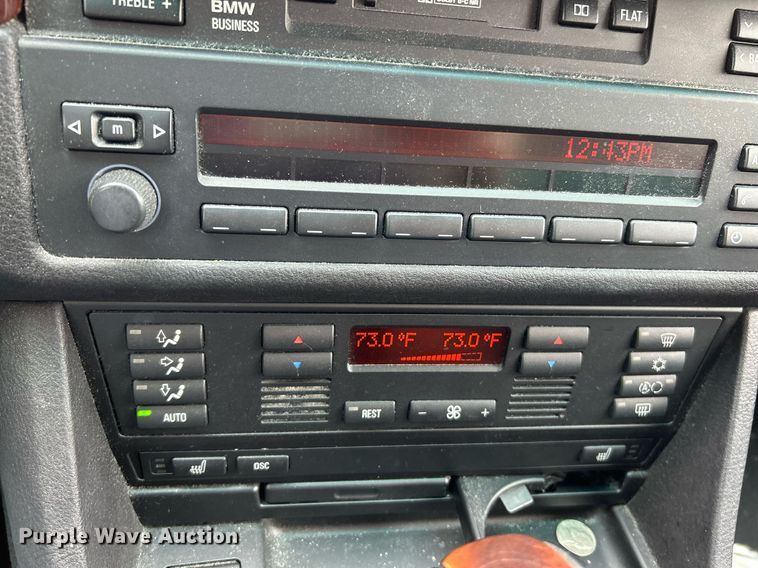 TREBLE +
BMW
BUSINESS
FLAT
m
12:43PM
73.0 °F 73.0 °F
AUTO
REST
- +
A
DSC
Purple Wave Auction